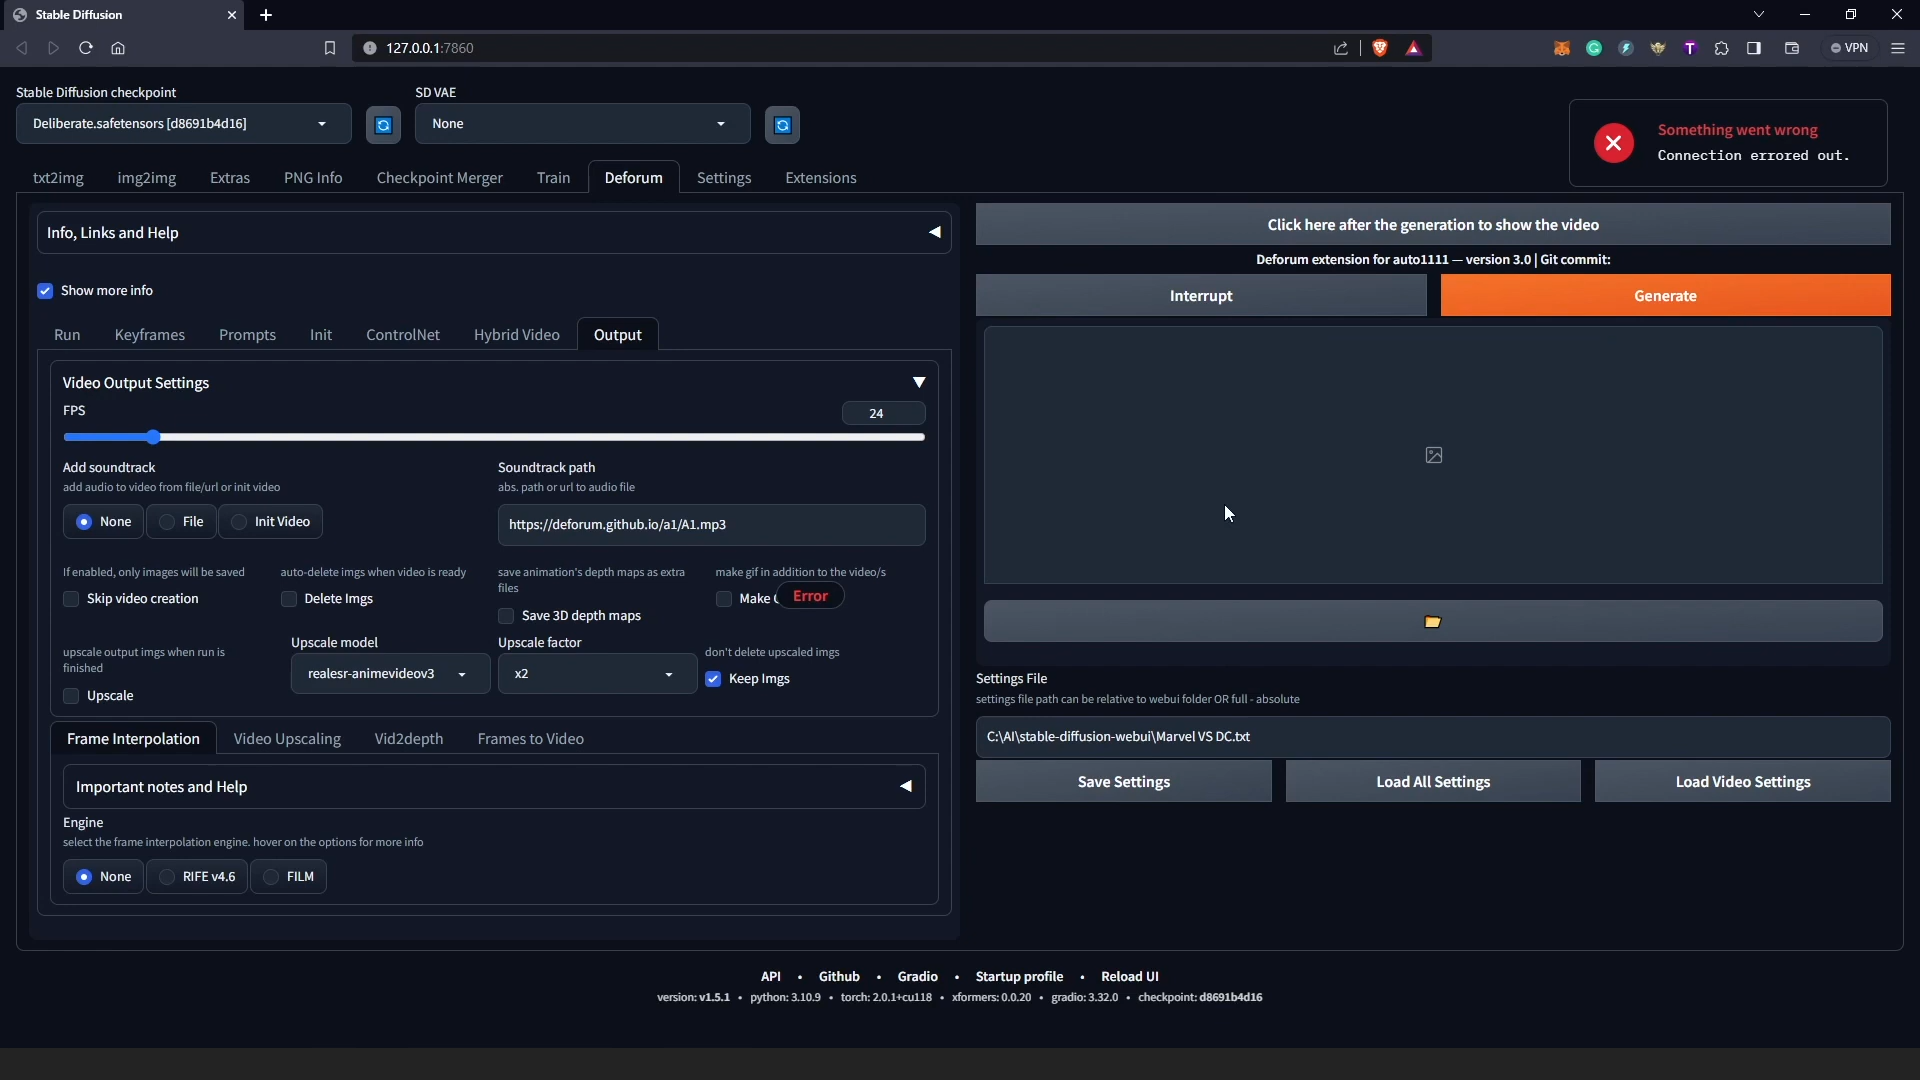 Stable Diffusion
127.0.0.1:7860
VPN
Stable Diffusion checkpoint
SD VAE
Deliberate.safetensors [d8691b4d16]
None
Something went wrong
Connection errored out.
txt2img
img2img
Extras
PNG Info
Checkpoint Merger
Train
Deforum
Settings
Extensions
Info, Links and Help
Click here after the generation to show the video
Deforum extension for auto1111 — version 3.0 | Git commit:
Show more info
Interrupt
Generate
Run
Keyframes
Prompts
Init
ControlNet
Hybrid Video
Output
Video Output Settings
FPS
24
Add soundtrack
add audio to video from file/url or init video
None
File
Init Video
Soundtrack path
abs. path or url to audio file
https://deforum.github.io/a1/A1.mp3
If enabled, only images will be saved
Skip video creation
auto-delete imgs when video is ready
Delete Imgs
save animation's depth maps as extra
files
Save 3D depth maps
make gif in addition to the video/s
Make
Error
upscale output imgs when run is
finished
Upscale
Upscale model
realesr-animevideov3
Upscale factor
x2
don't delete upscaled imgs
Keep Imgs
Settings File
settings file path can be relative to webui folder OR full - absolute
C:\AI\stable-diffusion-webui\Marvel VS DC.txt
Save Settings
Load All Settings
Load Video Settings
Frame Interpolation
Video Upscaling
Vid2depth
Frames to Video
Important notes and Help
Engine
select the frame interpolation engine. hover on the options for more info
None
RIFE v4.6
FILM
API • Github • Gradio • Startup profile • Reload UI
version: v1.5.1 • python: 3.10.9 • torch: 2.0.1+cu118 • xformers: 0.0.20 • gradio: 3.32.0 • checkpoint: d8691b4d16